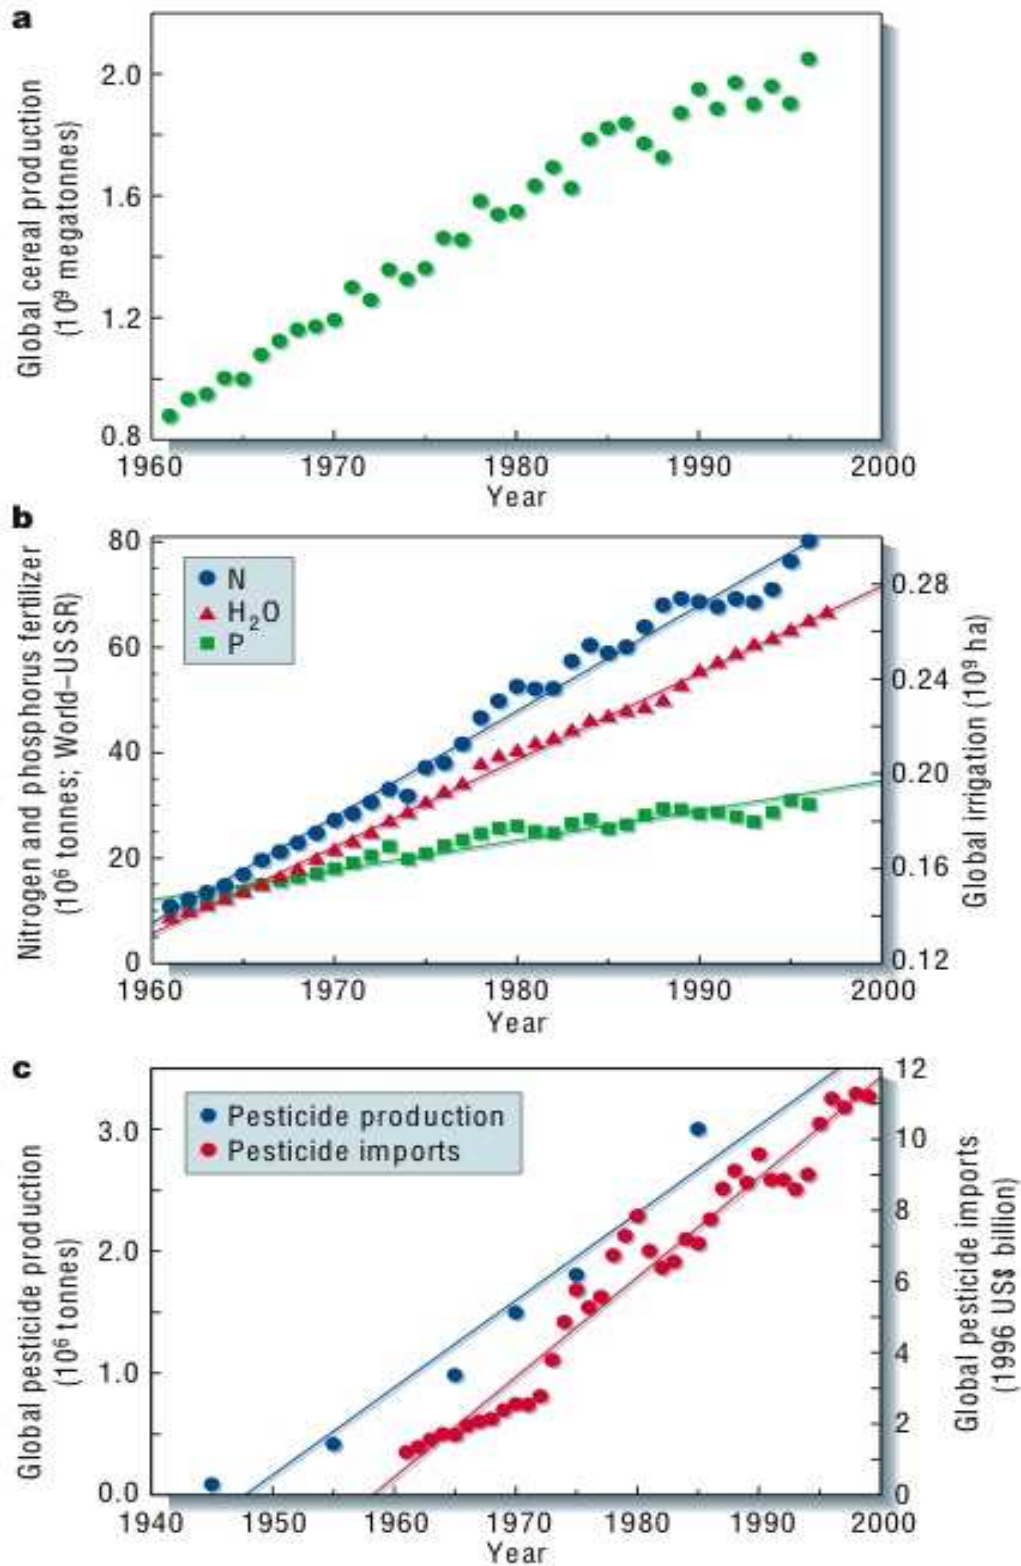 a
Global cereal production
(10⁹ megatonnes)
2.0
1.6
1.2
0.8
1960 1970 1980 1990 2000
Year
b
Nitrogen and phosphorus fertilizer
(10⁶ tonnes; World–USSR)
80
60
40
20
0
N
H₂O
P
0.28
0.24
0.20
0.16
0.12
Global irrigation (10⁹ ha)
1960 1970 1980 1990 2000
Year
c
Global pesticide production
(10⁶ tonnes)
3.0
2.0
1.0
0.0
Pesticide production
Pesticide imports
12
10
8
6
4
2
0
Global pesticide imports
(1996 US$ billion)
1940 1950 1960 1970 1980 1990 2000
Year